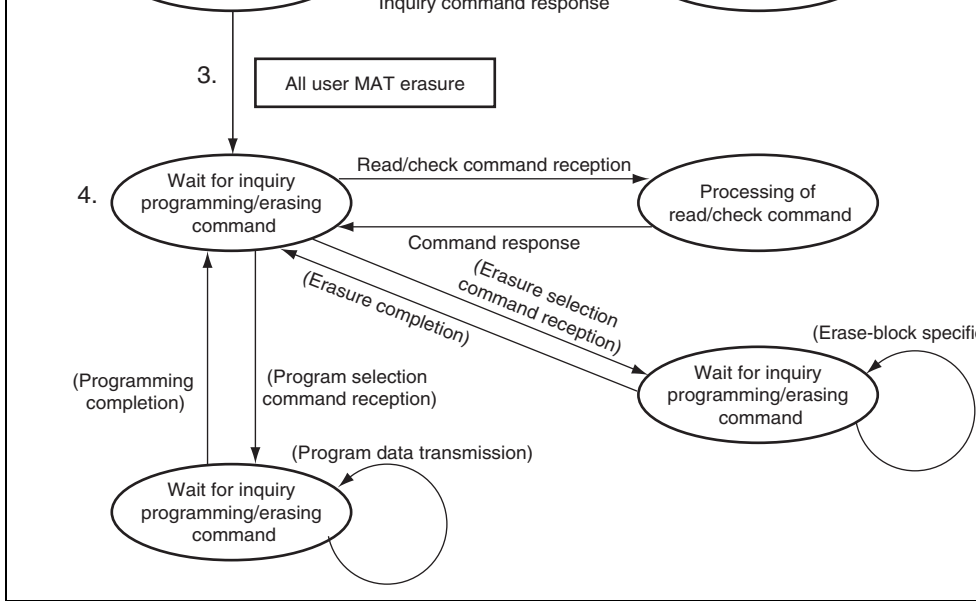 Inquiry command response
3.
All user MAT erasure
4.
Wait for inquiry
programming/erasing
command
Read/check command reception
Processing of
read/check command
Command response
(Erasure selection
command reception)
(Erasure completion)
(Erase-block specific
Wait for inquiry
programming/erasing
command
(Programming
completion)
(Program selection
command reception)
(Program data transmission)
Wait for inquiry
programming/erasing
command